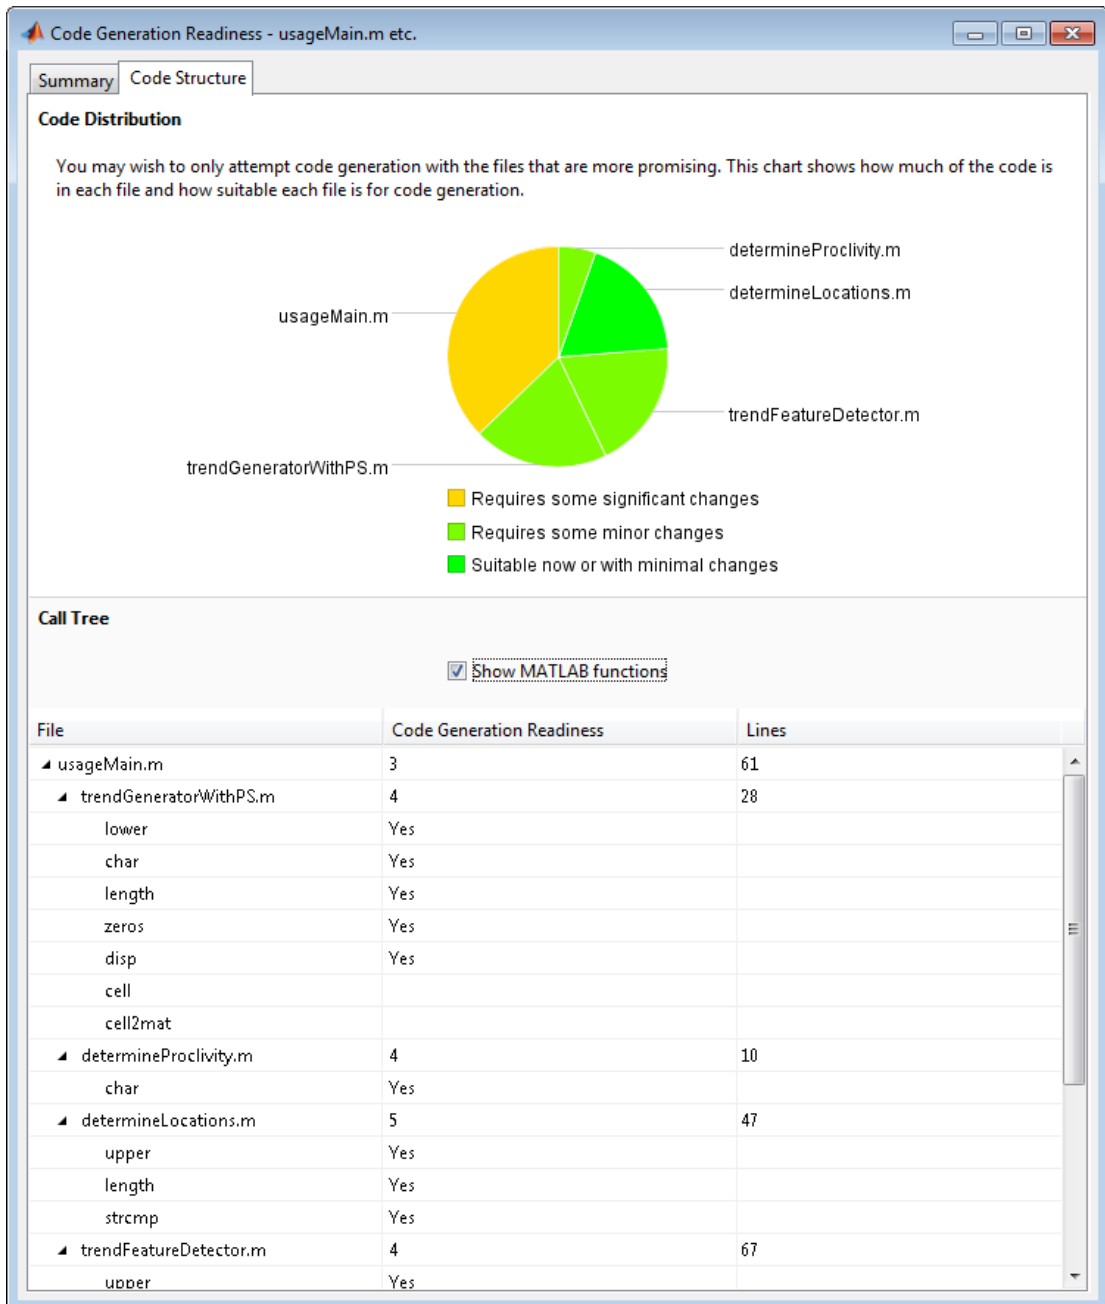 Code Generation Readiness - usageMain.m etc.
Summary
Code Structure
Code Distribution
You may wish to only attempt code generation with the files that are more promising. This chart shows how much of the code is
in each file and how suitable each file is for code generation.
determineProclivity.m
determineLocations.m
usageMain.m
trendFeatureDetector.m
trendGeneratorWithPS.m
Requires some significant changes
Requires some minor changes
Suitable now or with minimal changes
Call Tree
Show MATLAB functions
File Code Generation Readiness Lines
usageMain.m 3 61
trendGeneratorWithPS.m 4 28
lower Yes
char Yes
length Yes
zeros Yes
disp Yes
cell
cell2mat
determineProclivity.m 4 10
char Yes
determineLocations.m 5 47
upper Yes
length Yes
strcmp Yes
trendFeatureDetector.m 4 67
upper Yes